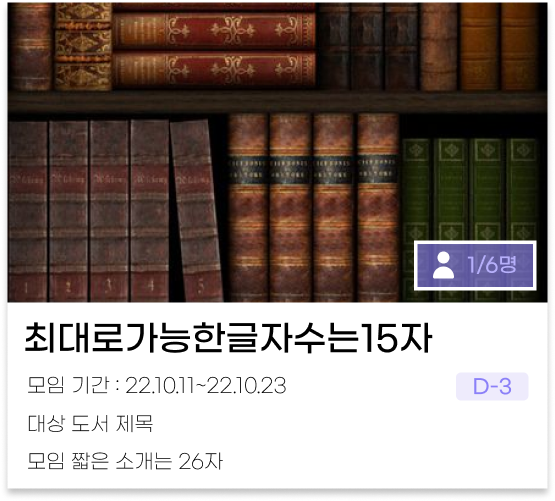 1/6명
최대로가능한글자수는15자
모임 기간 : 22.10.11~22.10.23
D-3
대상 도서 제목
모임 짧은 소개는 26자